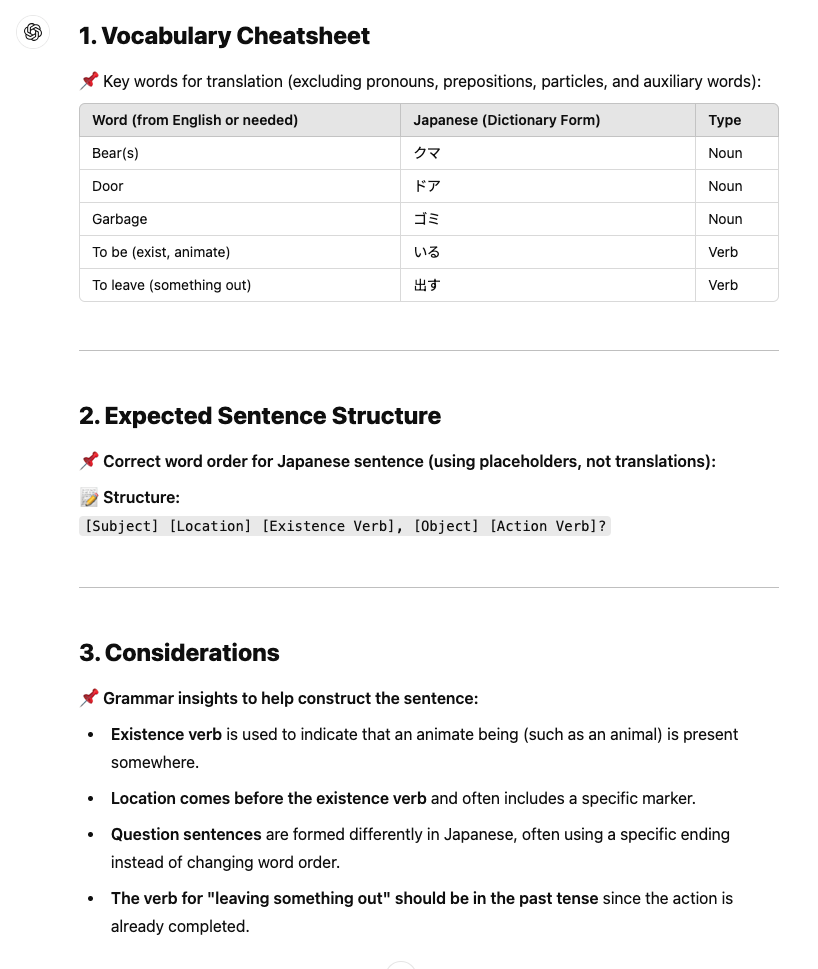 1. Vocabulary Cheatsheet
📌 Key words for translation (excluding pronouns, prepositions, particles, and auxiliary words):
Word (from English or needed) Japanese (Dictionary Form) Type
Bear(s) クマ Noun
Door ドア Noun
Garbage ゴミ Noun
To be (exist, animate) いる Verb
To leave (something out) 出す Verb
2. Expected Sentence Structure
📌 Correct word order for Japanese sentence (using placeholders, not translations):
📝 Structure:
[Subject] [Location] [Existence Verb], [Object] [Action Verb]?
3. Considerations
📌 Grammar insights to help construct the sentence:
• Existence verb is used to indicate that an animate being (such as an animal) is present
somewhere.
• Location comes before the existence verb and often includes a specific marker.
• Question sentences are formed differently in Japanese, often using a specific ending
instead of changing word order.
• The verb for "leaving something out" should be in the past tense since the action is
already completed.